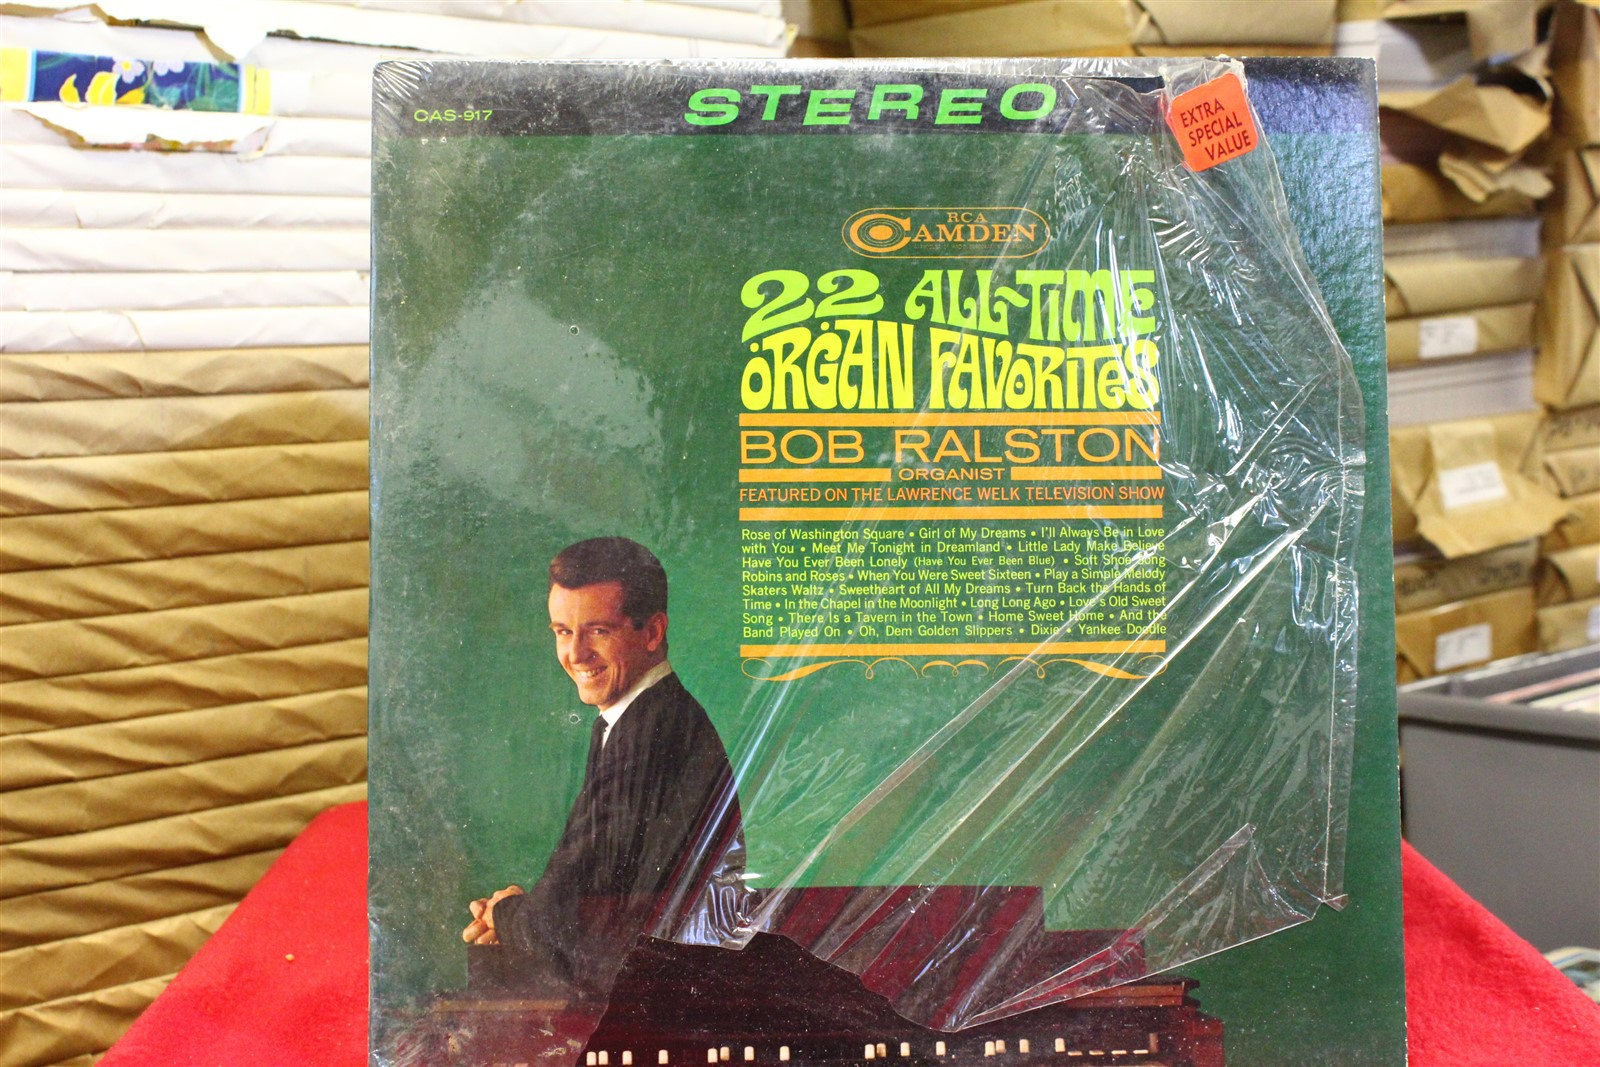 CAS-917
STEREO
EXTRA
SPECIAL
VALUE
RCA
CAMDEN
22 ALL-TIME
ORGAN FAVORITES
BOB RALSTON
ORGANIST
FEATURED ON THE LAWRENCE WELK TELEVISION SHOW
Rose of Washington Square • Girl of My Dreams • I'll Always Be in Love
with You • Meet Me Tonight in Dreamland • Little Lady Make Believe
Have You Ever Been Lonely (Have You Ever Been Blue) • Soft Shoe Song
Robins and Roses • When You Were Sweet Sixteen • Play a Simple Melody
Skaters Waltz • Sweetheart of All My Dreams • Turn Back the Hands of
Time • In the Chapel in the Moonlight • Long Long Ago • Love's Old Sweet
Song • There Is a Tavern in the Town • Home Sweet Home • And the
Band Played On • Oh, Dem Golden Slippers • Dixie • Yankee Doodle